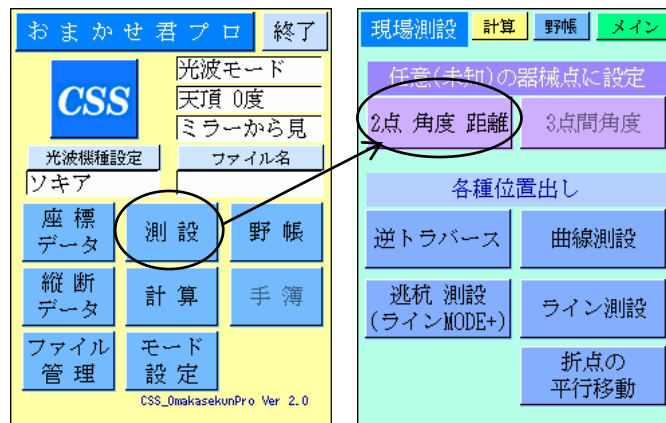 おまかせ君プロ 終了
CSS
光波モード
天頂 0度
ミラーから見
光波機種設定 ファイル名
ソキア
座標データ 測設 野帳
縦断データ 計算 手簿
ファイル管理 モード設定
CSS_OmakasekunPro Ver 2.0
現場測設 計算 野帳 メイン
任意(未知)の器械点に設定
2点 角度 距離 3点間角度
各種位置出し
逆トラバース 曲線測設
逃杭 測設
(ラインMODE+) ライン測設
折点の
平行移動